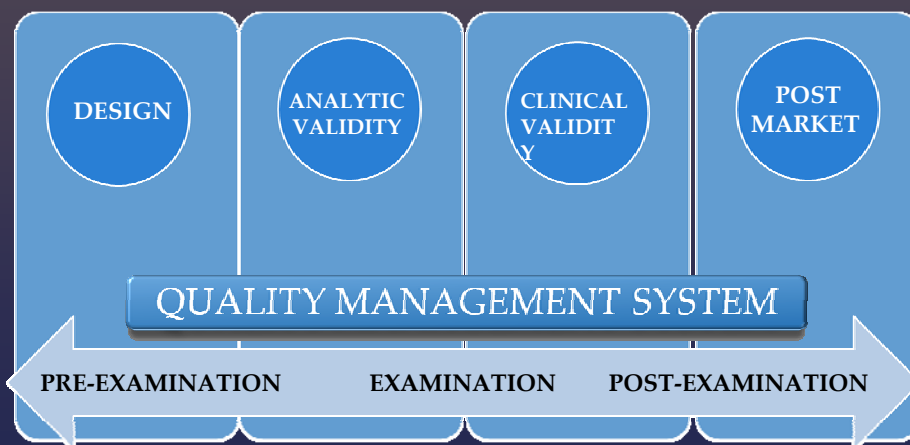 DESIGN
ANALYTIC
VALIDITY
CLINICAL
VALIDIT
Y
POST
MARKET
QUALITY MANAGEMENT SYSTEM
PRE-EXAMINATION EXAMINATION POST-EXAMINATION